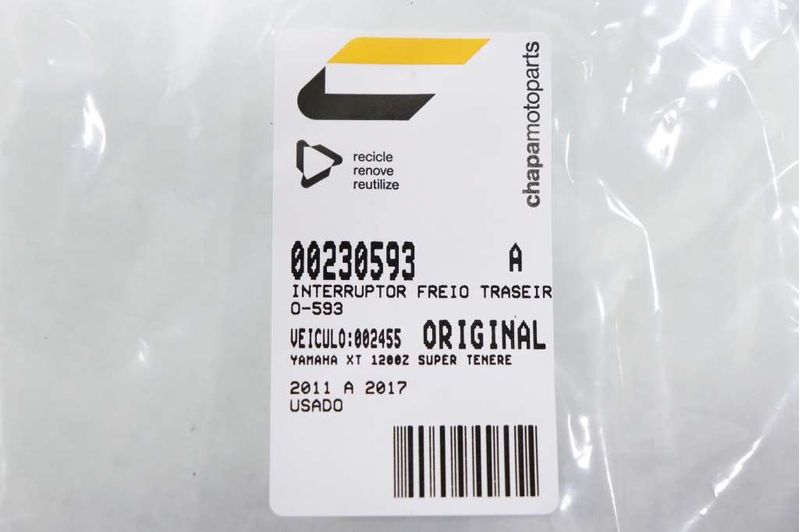 chapamotoparts
recicle
renove
reutilize
00230593 A
INTERRUPTOR FREIO TRASEIR
O-593
VEICULO:002455 ORIGINAL
YAMAHA XT 1200Z SUPER TENERE
2011 A 2017
USADO